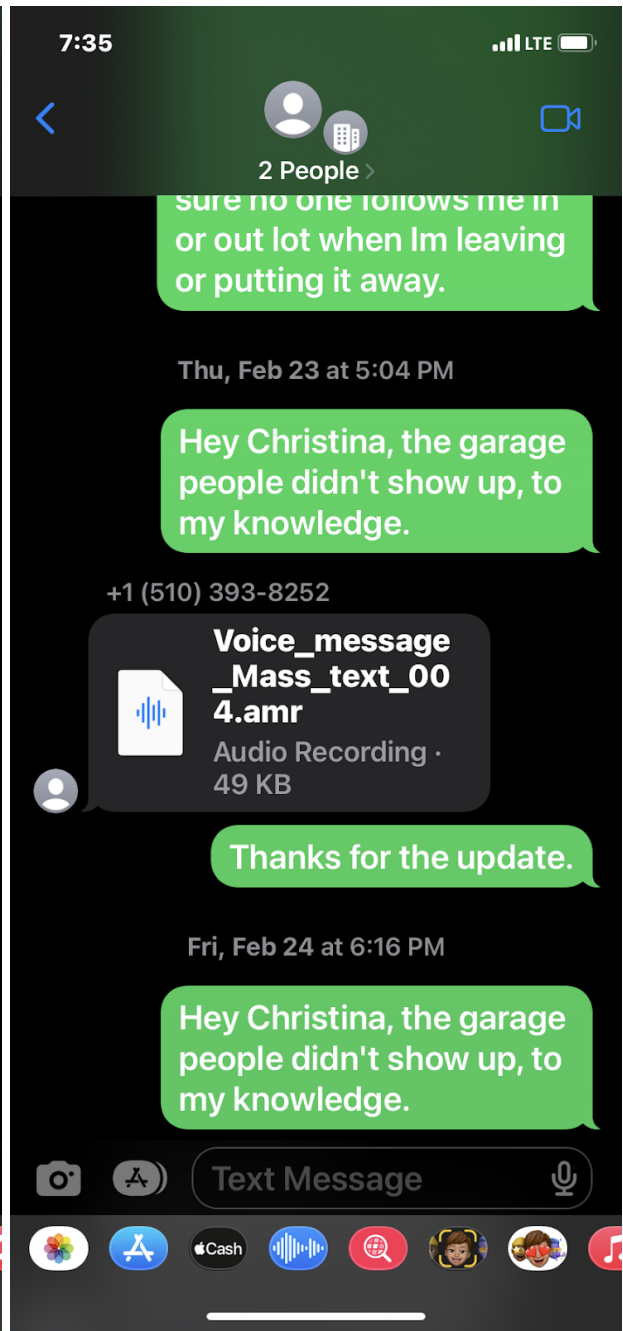 7:35
LTE
2 People >
sure no one follows me in
or out lot when Im leaving
or putting it away.
Thu, Feb 23 at 5:04 PM
Hey Christina, the garage
people didn't show up, to
my knowledge.
+1 (510) 393-8252
Voice_message
_Mass_text_00
4.amr
Audio Recording ·
49 KB
Thanks for the update.
Fri, Feb 24 at 6:16 PM
Hey Christina, the garage
people didn't show up, to
my knowledge.
Text Message
Cash